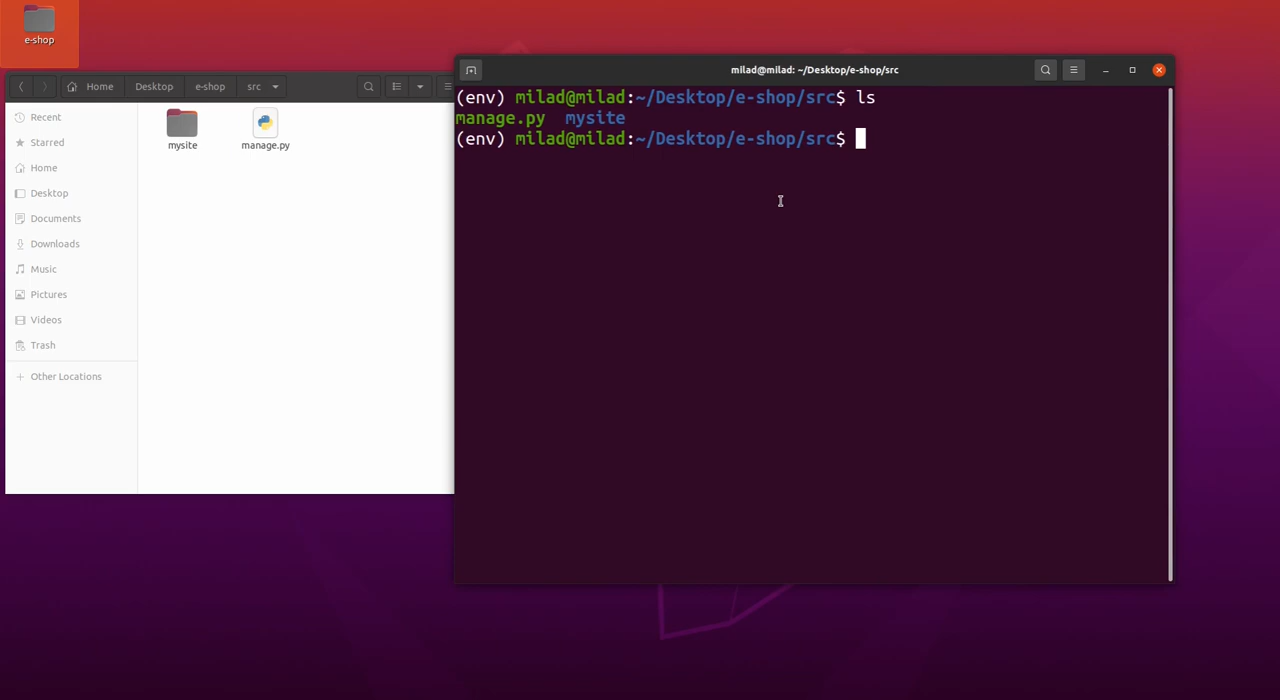 e-shop
Home Desktop e-shop src
Recent
Starred
Home
Desktop
Documents
Downloads
Music
Pictures
Videos
Trash
Other Locations
mysite
manage.py
milad@milad: ~/Desktop/e-shop/src
(env) milad@milad:~/Desktop/e-shop/src$ ls
manage.py mysite
(env) milad@milad:~/Desktop/e-shop/src$